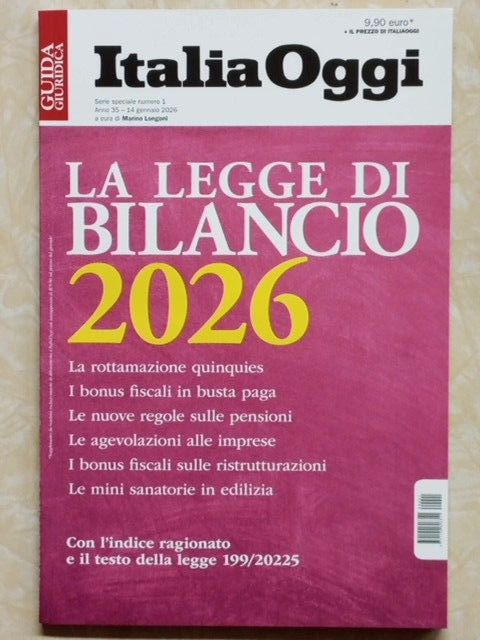 GUIDA
GIURIDICA
9,90 euro*
+ IL PREZZO DI ITALIAOGGI
ItaliaOggi
Serie speciale numero 1
Anno 35 – 14 gennaio 2026
a cura di Marino Longoni
LA LEGGE DI
BILANCIO
2026
La rottamazione quinquies
I bonus fiscali in busta paga
Le nuove regole sulle pensioni
Le agevolazioni alle imprese
I bonus fiscali sulle ristrutturazioni
Le mini sanatorie in edilizia
Con l'indice ragionato
e il testo della legge 199/20225